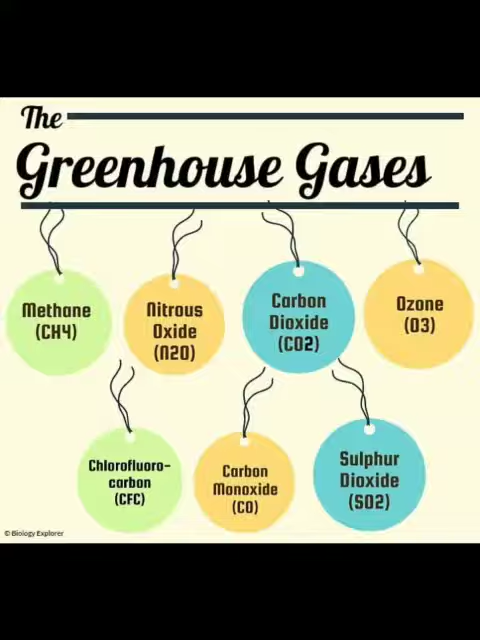 The
Greenhouse Gases
Methane
(CH4)
Nitrous
Oxide
(N2O)
Carbon
Dioxide
(CO2)
Ozone
(O3)
Chlorofluoro-
carbon
(CFC)
Carbon
Monoxide
(CO)
Sulphur
Dioxide
(SO2)
© Biology Explorer